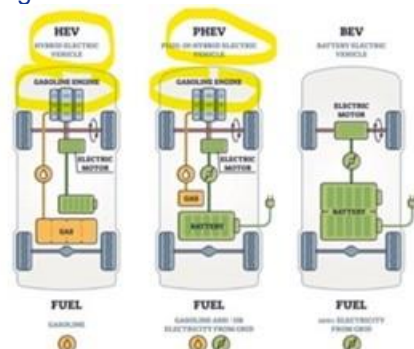 HEV
HYBRID ELECTRIC
VEHICLE
GASOLINE ENGINE
ELECTRIC
MOTOR
GAS
FUEL
GASOLINE
PHEV
PLUG-IN HYBRID ELECTRIC
VEHICLE
GASOLINE ENGINE
ELECTRIC
MOTOR
GAS
BATTERY
FUEL
GASOLINE AND / OR
ELECTRICITY FROM GRID
BEV
BATTERY ELECTRIC
VEHICLE
ELECTRIC
MOTOR
BATTERY
FUEL
100% ELECTRICITY
FROM GRID